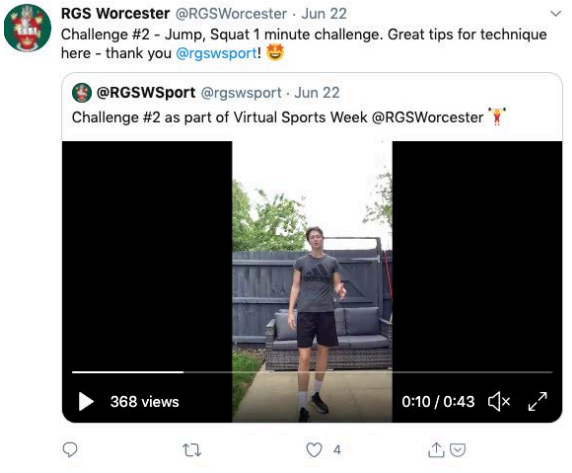 RGS Worcester @RGSWorcester · Jun 22
Challenge #2 - Jump, Squat 1 minute challenge. Great tips for technique
here - thank you @rgswsport! 🤩
@RGSWSport @rgswsport · Jun 22
Challenge #2 as part of Virtual Sports Week @RGSWorcester 🏋️
368 views
0:10 / 0:43
4